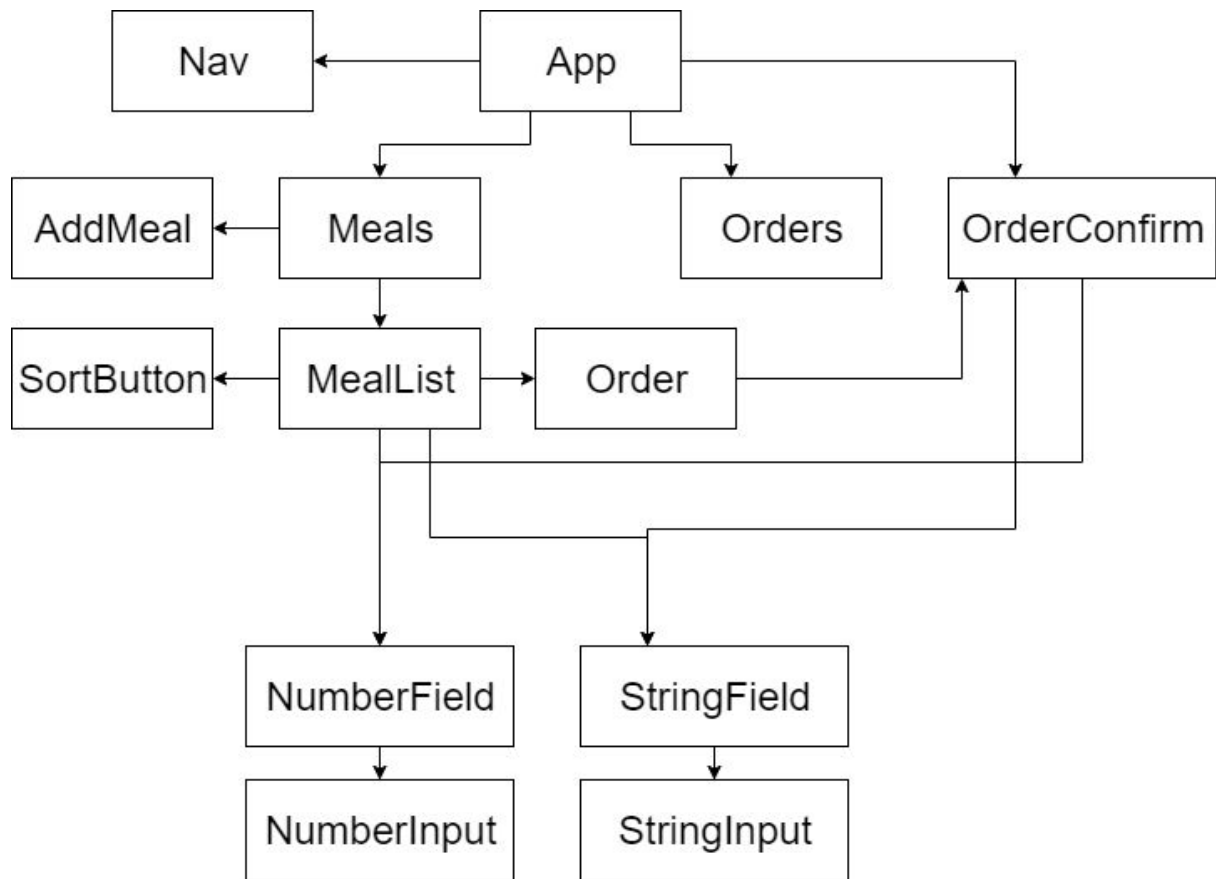 Nav
App
AddMeal
Meals
Orders
OrderConfirm
SortButton
MealList
Order
NumberField
StringField
NumberInput
StringInput